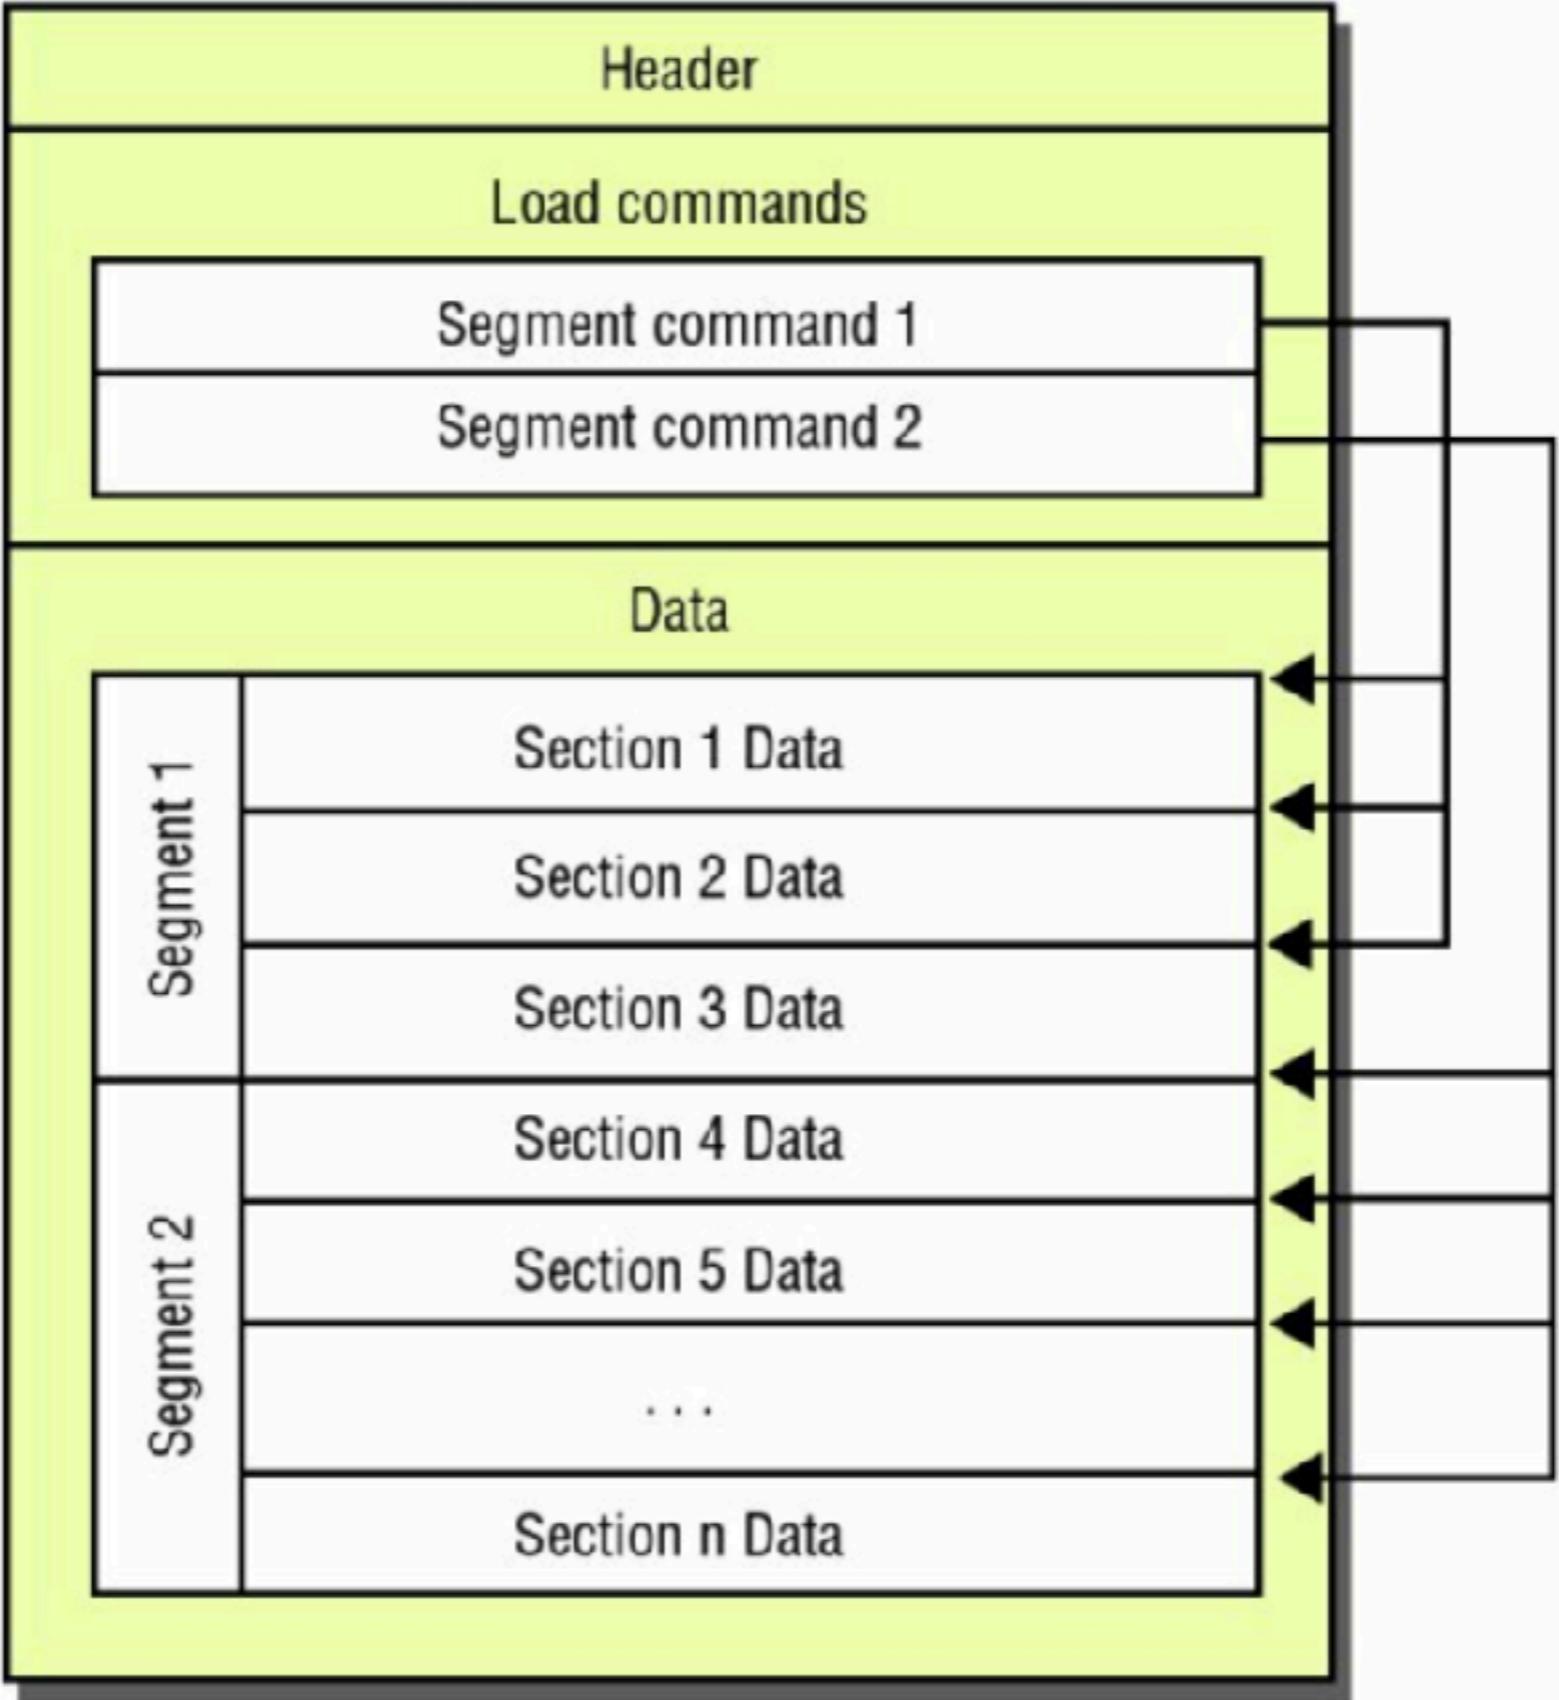 Header
Load commands
Segment command 1
Segment command 2
Data
Segment 1
Section 1 Data
Section 2 Data
Section 3 Data
Segment 2
Section 4 Data
Section 5 Data
. . .
Section n Data